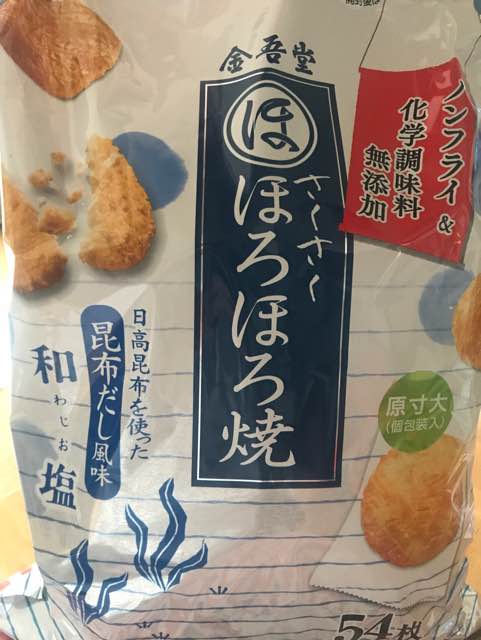 金吾堂
ほ
さくさく
ほろほろ焼
ノンフライ&
化学調味料
無添加
日高昆布を使った
昆布だし風味
和塩
わじお
原寸大
(個包装入)
54枚